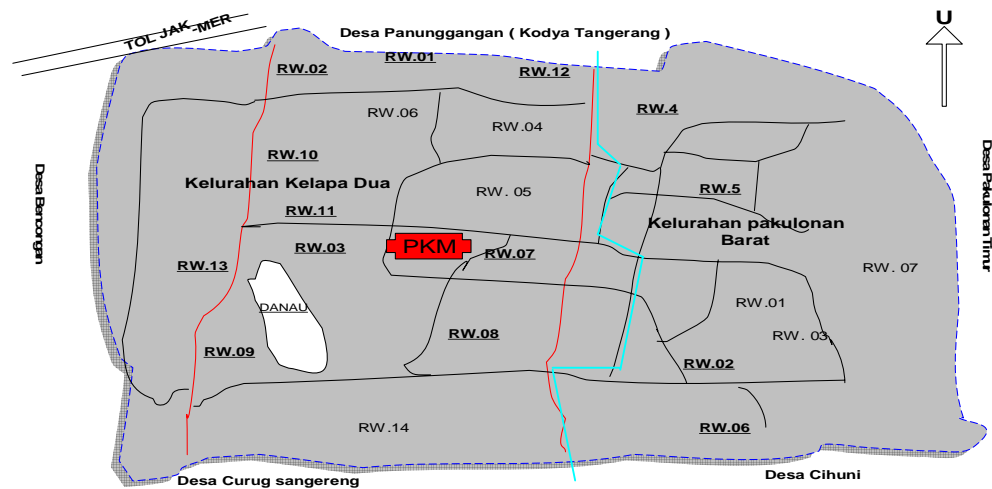 U
TOL JAK
-MER
Desa Panunggangan ( Kodya Tangerang )
RW.02
RW.01
RW.12
RW.4
RW.06
RW.04
RW.10
Kelurahan Kelapa Dua
RW. 05
RW.5
RW.11
Kelurahan pakulonan
Barat
RW.03
PKM
RW.07
RW.13
RW. 07
DANAU
RW.01
RW.08
RW. 03
RW.09
RW.02
RW.14
RW.06
Desa Curug sangereng
Desa Cihuni
Desa Bencongan
Desa Pakulonan Timur